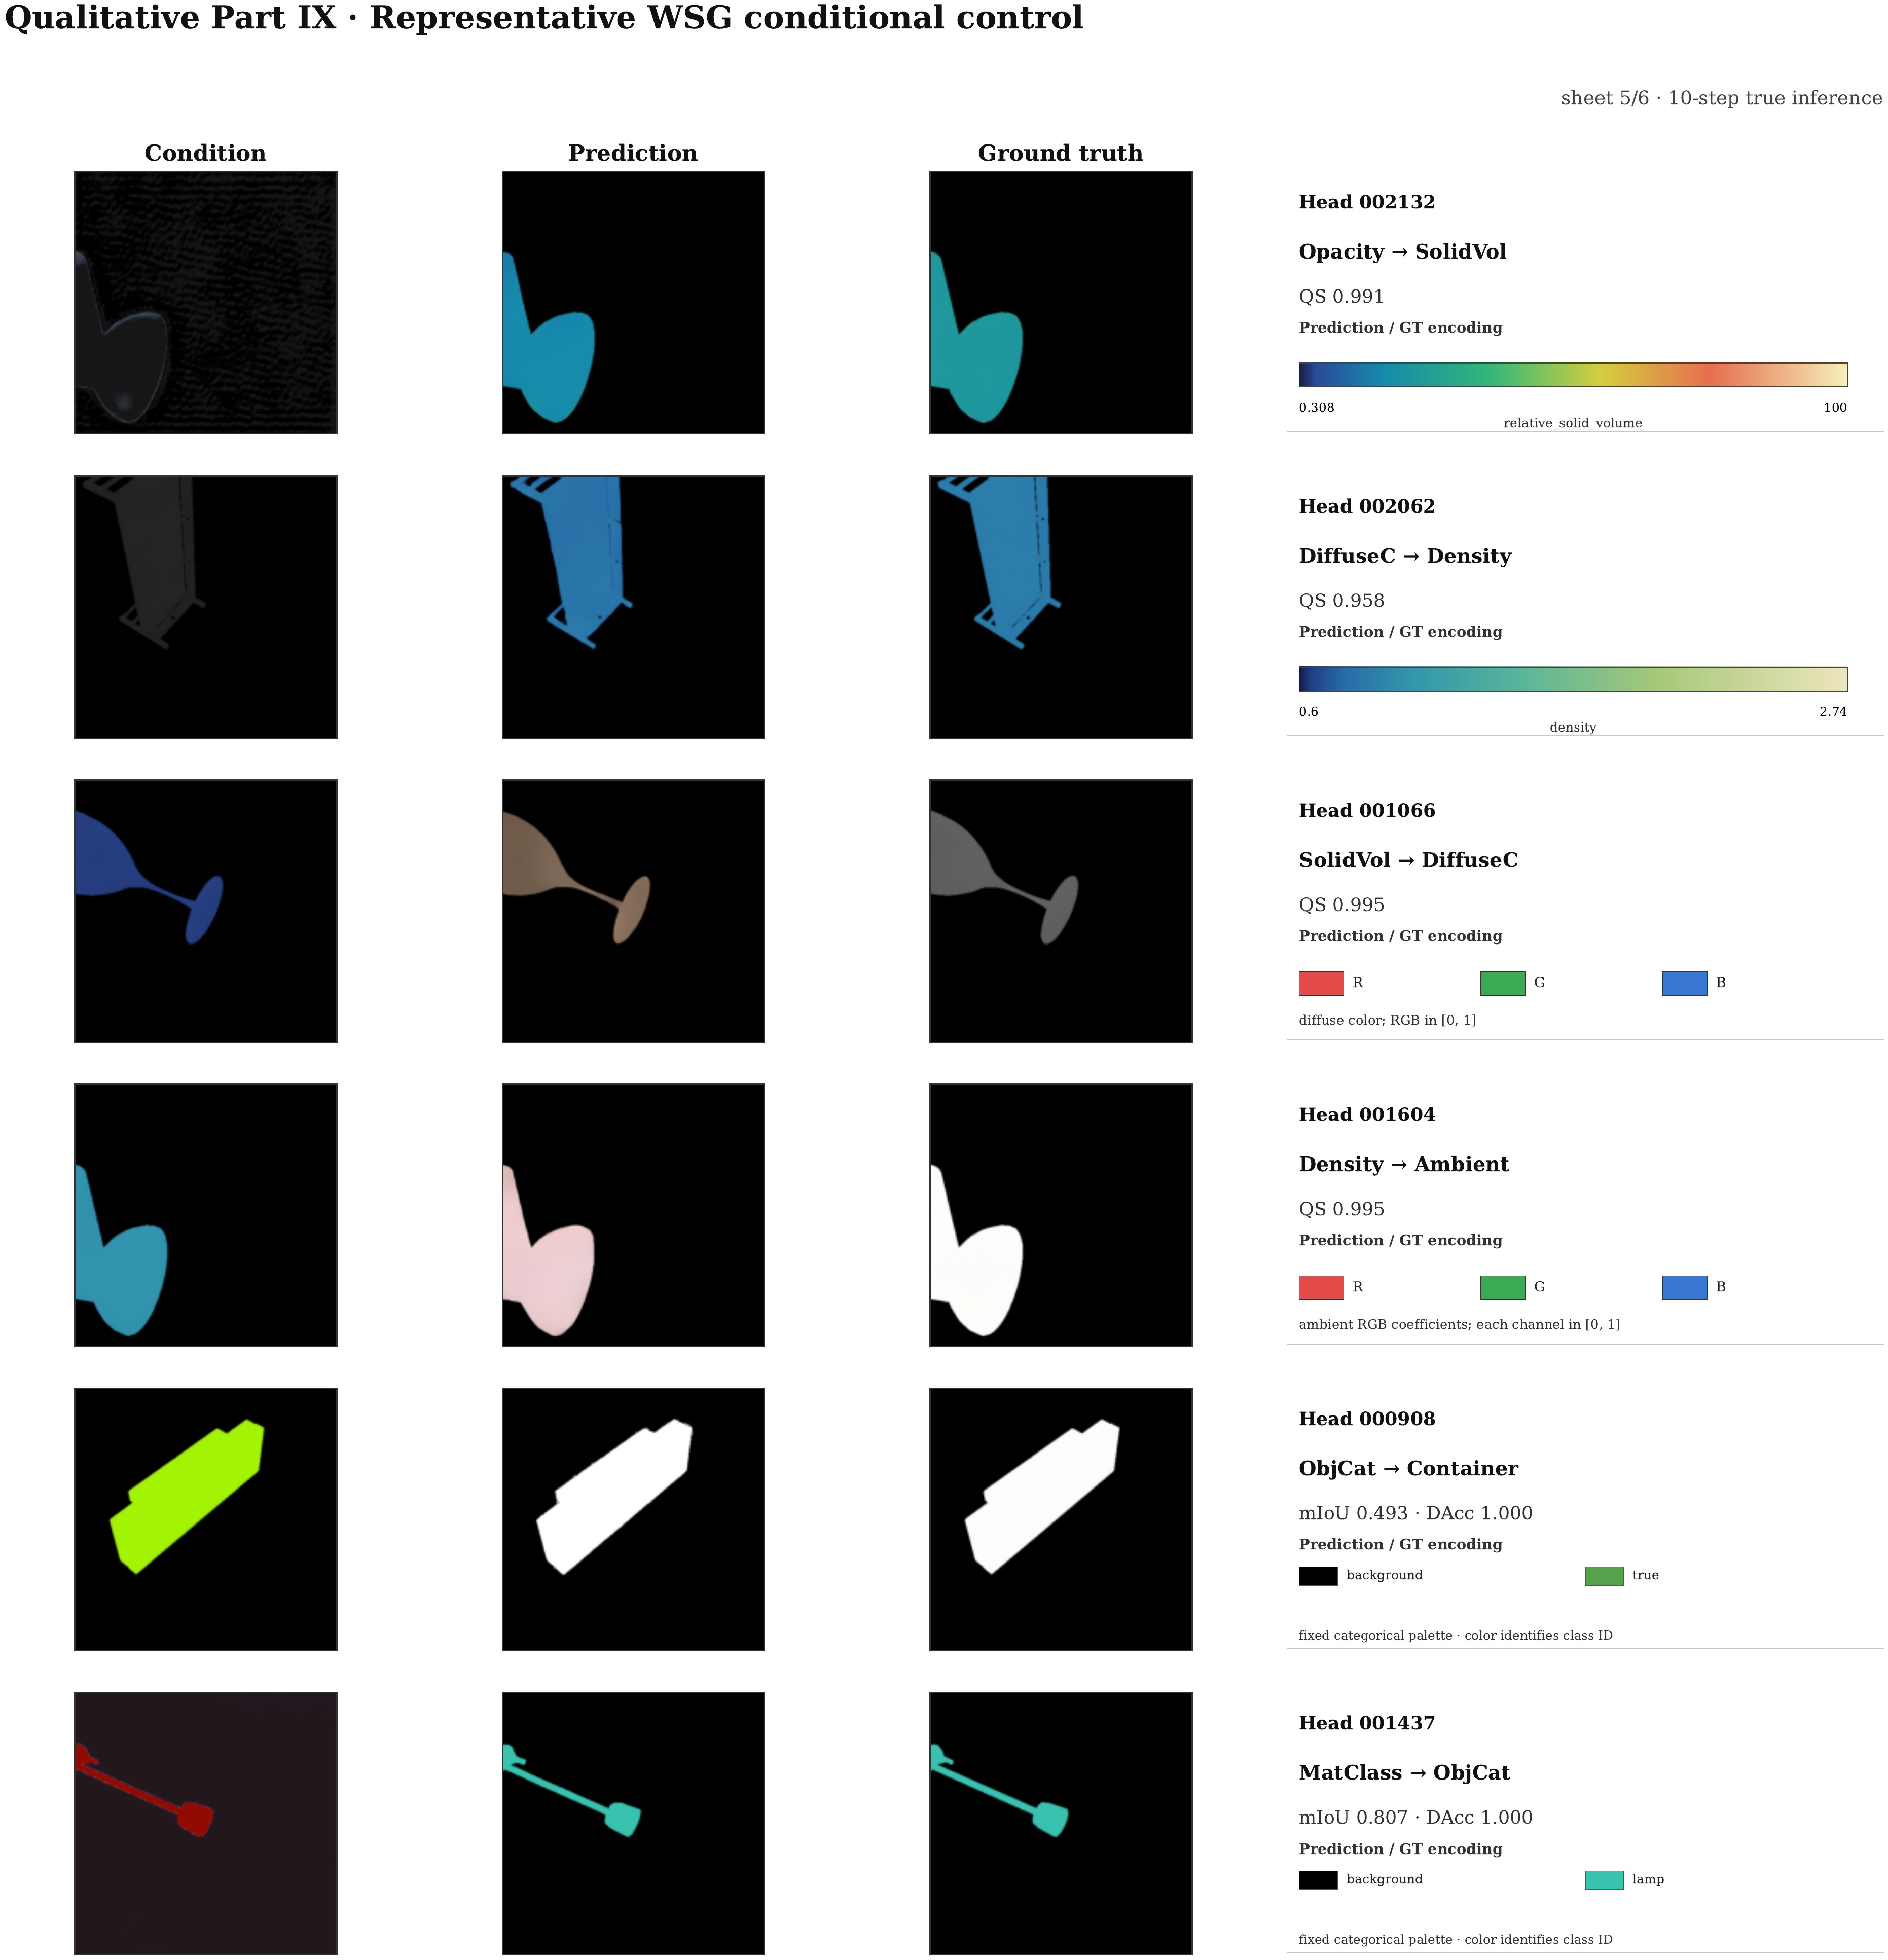 Qualitative Part IX · Representative WSG conditional control
sheet 5/6 · 10-step true inference
Condition
Prediction
Ground truth
Head 002132
Opacity → SolidVol
QS 0.991
Prediction / GT encoding
0.308
100
relative_solid_volume
Head 002062
DiffuseC → Density
QS 0.958
Prediction / GT encoding
0.6
2.74
density
Head 001066
SolidVol → DiffuseC
QS 0.995
Prediction / GT encoding
R
G
B
diffuse color; RGB in [0, 1]
Head 001604
Density → Ambient
QS 0.995
Prediction / GT encoding
R
G
B
ambient RGB coefficients; each channel in [0, 1]
Head 000908
ObjCat → Container
mIoU 0.493 · DAcc 1.000
Prediction / GT encoding
background
true
fixed categorical palette · color identifies class ID
Head 001437
MatClass → ObjCat
mIoU 0.807 · DAcc 1.000
Prediction / GT encoding
background
lamp
fixed categorical palette · color identifies class ID